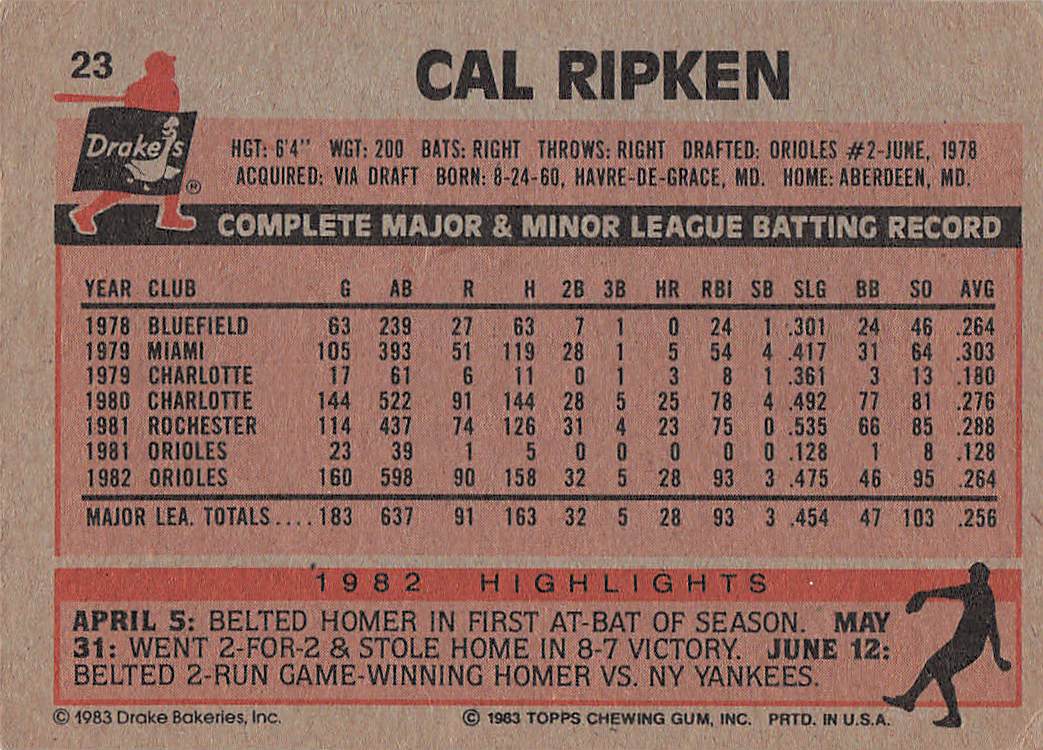 23
CAL RIPKEN
Drake's ®
HGT: 6'4" WGT: 200 BATS: RIGHT THROWS: RIGHT DRAFTED: ORIOLES #2-JUNE, 1978
ACQUIRED: VIA DRAFT BORN: 8-24-60, HAVRE-DE-GRACE, MD. HOME: ABERDEEN, MD.
COMPLETE MAJOR & MINOR LEAGUE BATTING RECORD
YEAR CLUB G AB R H 2B 3B HR RBI SB SLG BB SO AVG
1978 BLUEFIELD 63 239 27 63 7 1 0 24 1 .301 24 46 .264
1979 MIAMI 105 393 51 119 28 1 5 54 4 .417 31 64 .303
1979 CHARLOTTE 17 61 6 11 0 1 3 8 1 .361 3 13 .180
1980 CHARLOTTE 144 522 91 144 28 5 25 78 4 .492 77 81 .276
1981 ROCHESTER 114 437 74 126 31 4 23 75 0 .535 66 85 .288
1981 ORIOLES 23 39 1 5 0 0 0 0 0 .128 1 8 .128
1982 ORIOLES 160 598 90 158 32 5 28 93 3 .475 46 95 .264
MAJOR LEA. TOTALS.... 183 637 91 163 32 5 28 93 3 .454 47 103 .256
1982 HIGHLIGHTS
APRIL 5: BELTED HOMER IN FIRST AT-BAT OF SEASON. MAY
31: WENT 2-FOR-2 & STOLE HOME IN 8-7 VICTORY. JUNE 12:
BELTED 2-RUN GAME-WINNING HOMER VS. NY YANKEES.
© 1983 Drake Bakeries, Inc. © 1983 TOPPS CHEWING GUM, INC. PRTD. IN U.S.A.